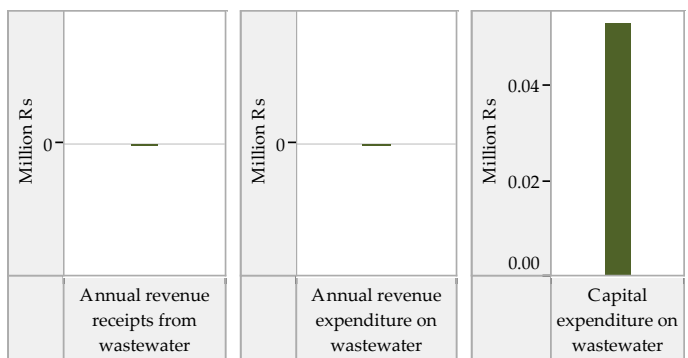 Million Rs
0
Annual revenue
receipts from
wastewater
Million Rs
0
Annual revenue
expenditure on
wastewater
Million Rs
0.04
0.02
0.00
Capital
expenditure on
wastewater